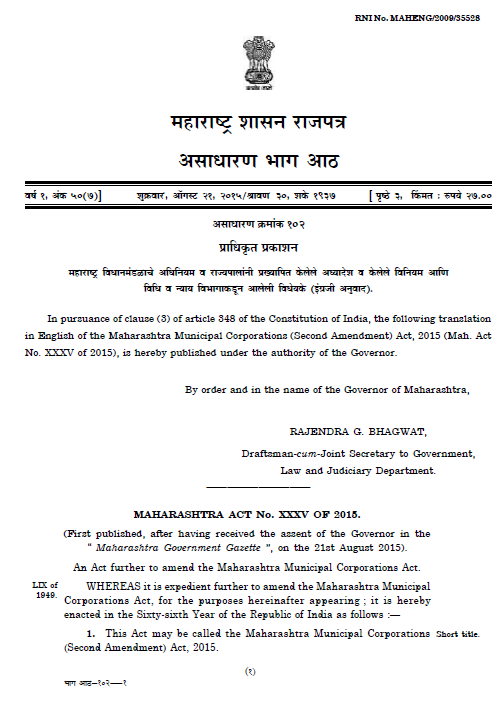 RNI No. MAHENG/2009/35528
महाराष्ट्र शासन राजपत्र
असाधारण भाग आठ
वर्ष १, अंक ५०(७)]
शुक्रवार, ऑगस्ट २१, २०१५/श्रावण ३०, शके १९३७
[ पृष्ठे ३, किंमत : रुपये २७.००
असाधारण क्रमांक १०२
प्राधिकृत प्रकाशन
महाराष्ट्र विधानमंडळाचे अधिनियम व राज्यपालांनी प्रख्यापित केलेले अध्यादेश व केलेले विनियम आणि
विधि व न्याय विभागाकडून आलेली विधेयके (इंग्रजी अनुवाद).
In pursuance of clause (3) of article 348 of the Constitution of India, the following translation
in English of the Maharashtra Municipal Corporations (Second Amendment) Act, 2015 (Mah. Act
No. XXXV of 2015), is hereby published under the authority of the Governor.
By order and in the name of the Governor of Maharashtra,
RAJENDRA G. BHAGWAT,
Draftsman-cum-Joint Secretary to Government,
Law and Judiciary Department.
MAHARASHTRA ACT No. XXXV OF 2015.
(First published, after having received the assent of the Governor in the
“ Maharashtra Government Gazette ”, on the 21st August 2015).
An Act further to amend the Maharashtra Municipal Corporations Act.
LIX of
1949.
WHEREAS it is expedient further to amend the Maharashtra Municipal
Corporations Act, for the purposes hereinafter appearing ; it is hereby
enacted in the Sixty-sixth Year of the Republic of India as follows :—
1. This Act may be called the Maharashtra Municipal Corporations
Short title.
(Second Amendment) Act, 2015.
(१)
भाग आठ—१०२—१